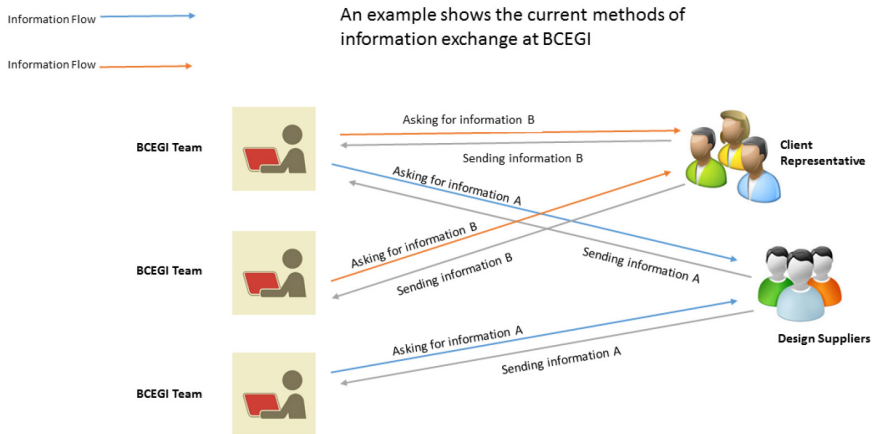 An example shows the current methods of
information exchange at BCEGI
Information Flow
Information Flow
BCEGI Team
Asking for information B
Sending information B
Client
Representative
Asking for information A
BCEGI Team
Asking for information B
Sending information B
Sending information A
Design Suppliers
BCEGI Team
Asking for information A
Sending information A